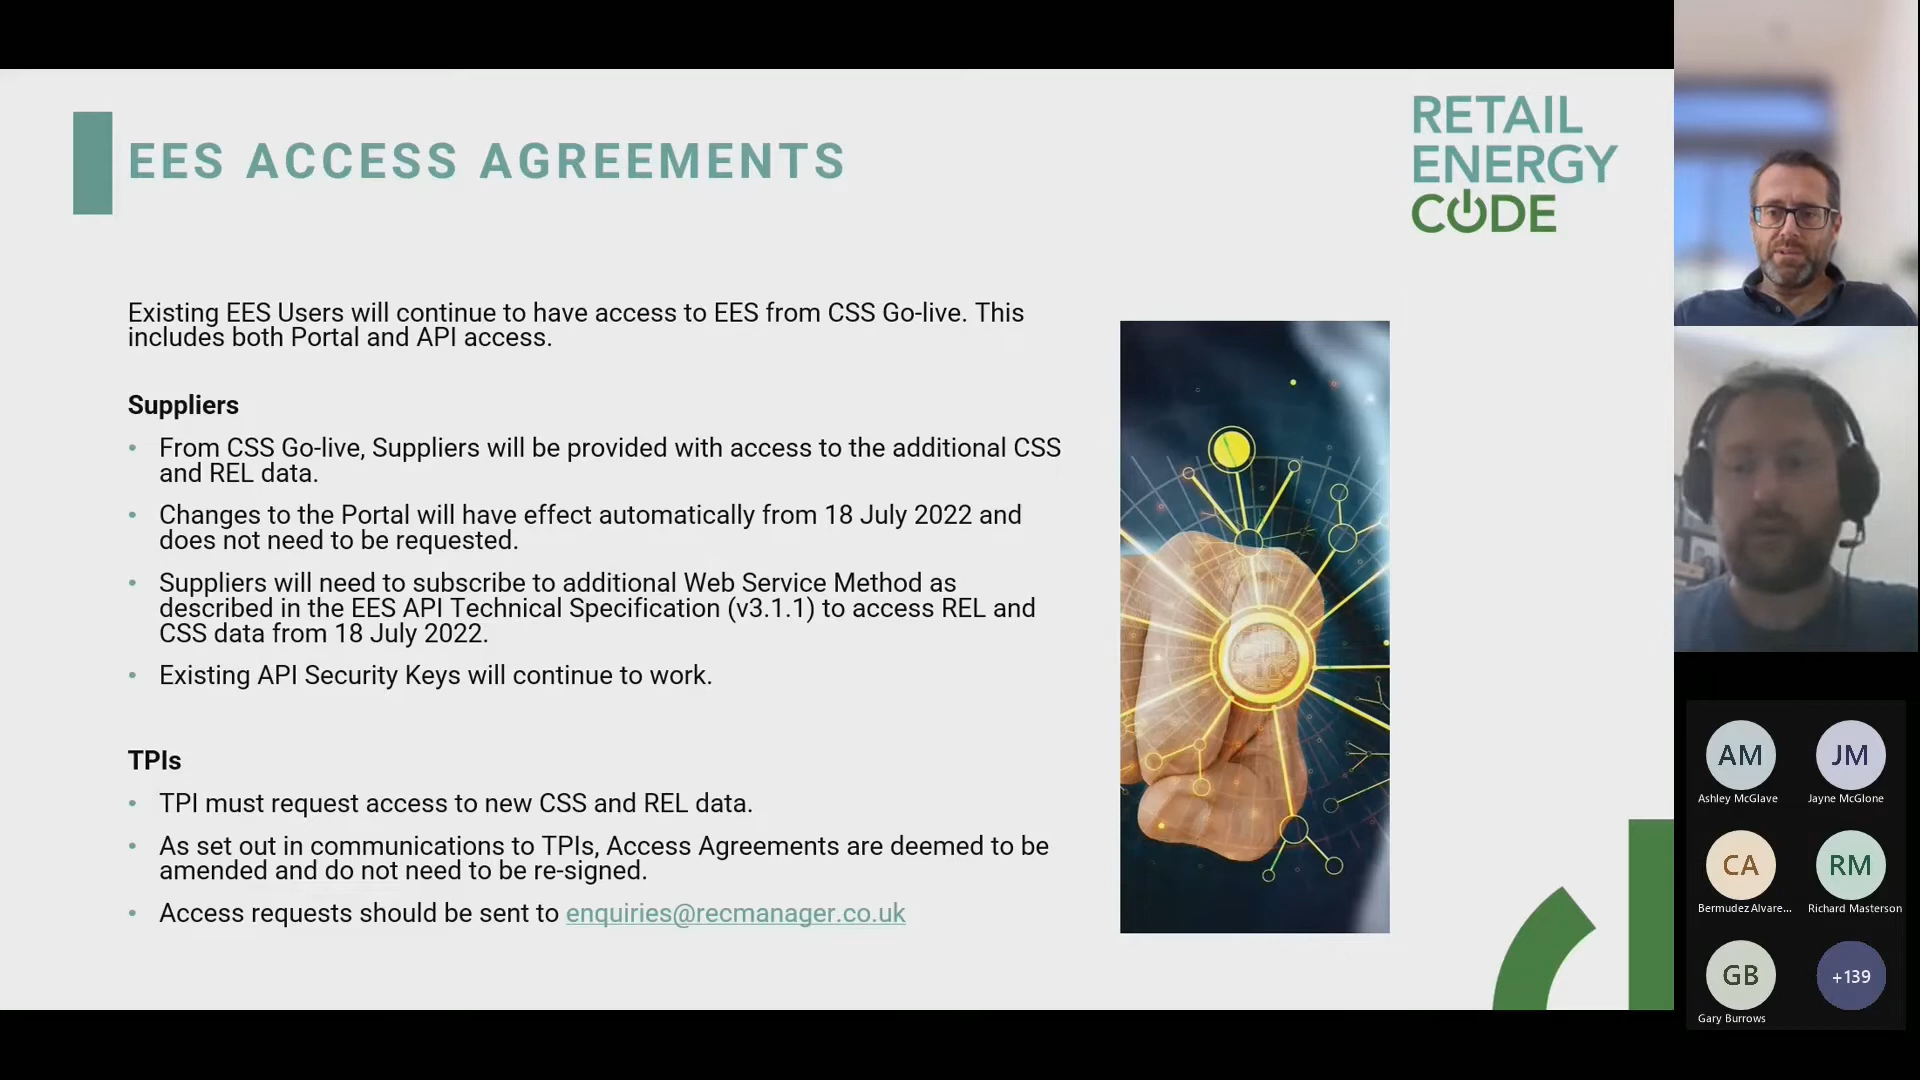 EES ACCESS AGREEMENTS
RETAIL
ENERGY
CODE
Existing EES Users will continue to have access to EES from CSS Go-live. This
includes both Portal and API access.
Suppliers
• From CSS Go-live, Suppliers will be provided with access to the additional CSS
and REL data.
• Changes to the Portal will have effect automatically from 18 July 2022 and
does not need to be requested.
• Suppliers will need to subscribe to additional Web Service Method as
described in the EES API Technical Specification (v3.1.1) to access REL and
CSS data from 18 July 2022.
• Existing API Security Keys will continue to work.
TPIs
• TPI must request access to new CSS and REL data.
• As set out in communications to TPIs, Access Agreements are deemed to be
amended and do not need to be re-signed.
• Access requests should be sent to enquiries@recmanager.co.uk
AM
Ashley McGlave
JM
Jayne McGlone
CA
Bermudez Alvare...
RM
Richard Masterson
GB
Gary Burrows
+139